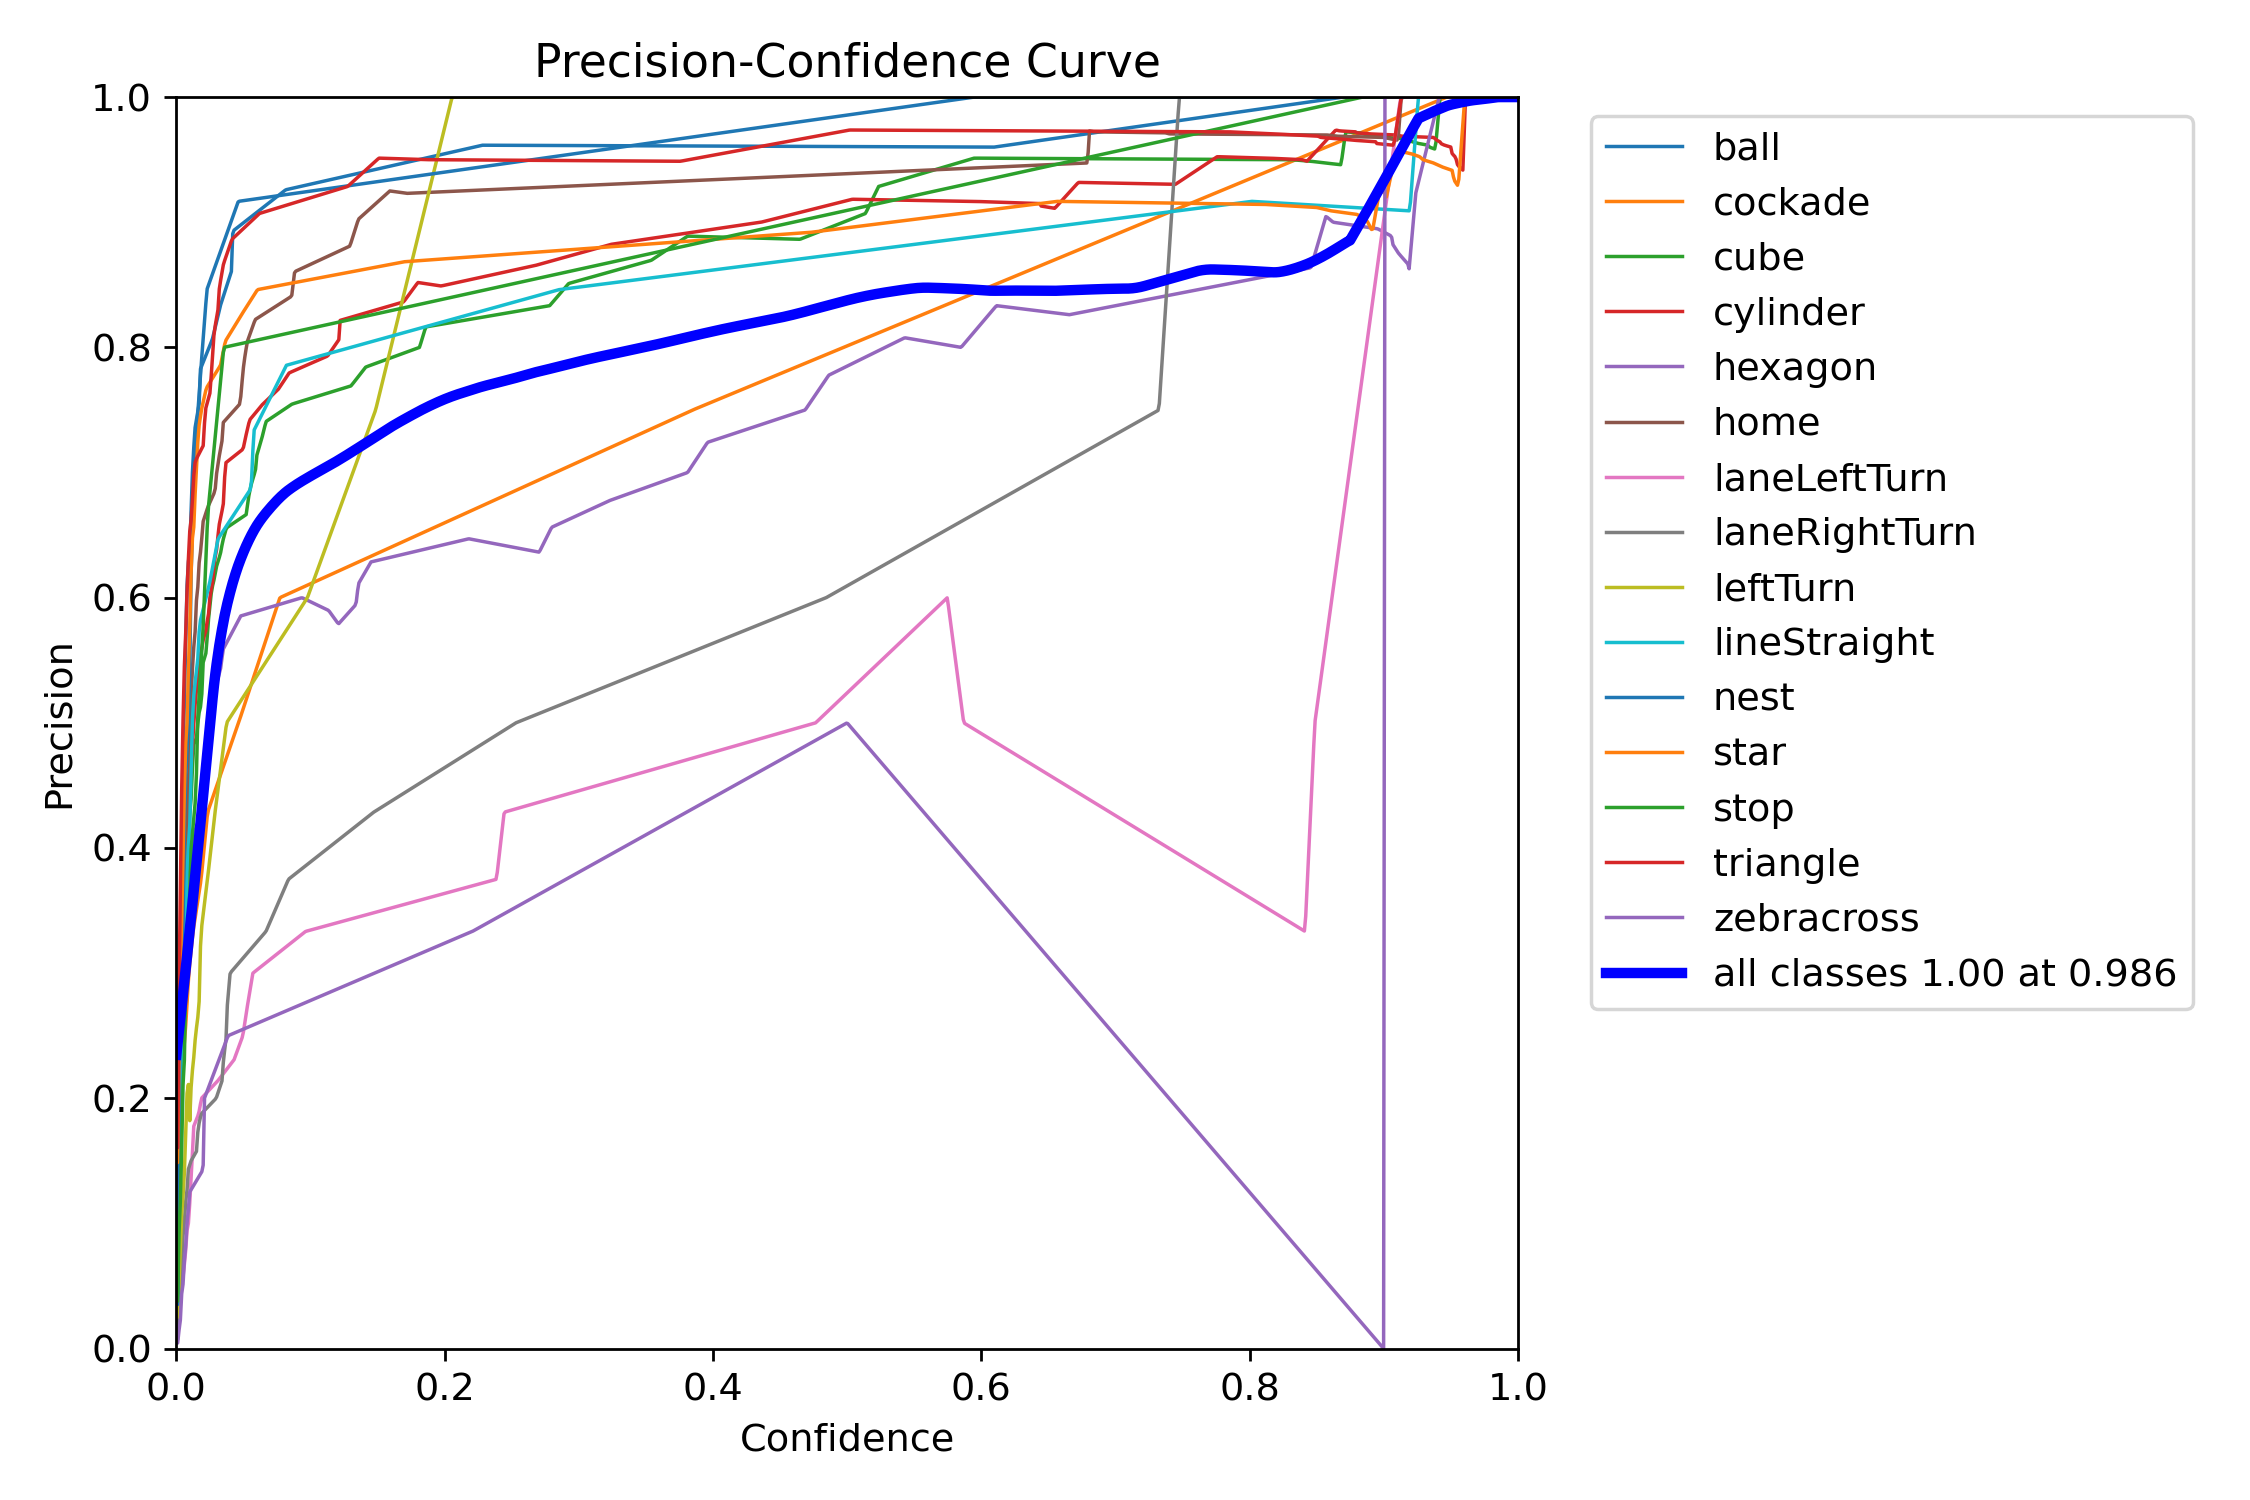 Precision-Confidence Curve
1.0
0.8
0.6
0.4
0.2
0.0
Precision
0.0 0.2 0.4 0.6 0.8 1.0
Confidence
ball
cockade
cube
cylinder
hexagon
home
laneLeftTurn
laneRightTurn
leftTurn
lineStraight
nest
star
stop
triangle
zebracross
all classes 1.00 at 0.986